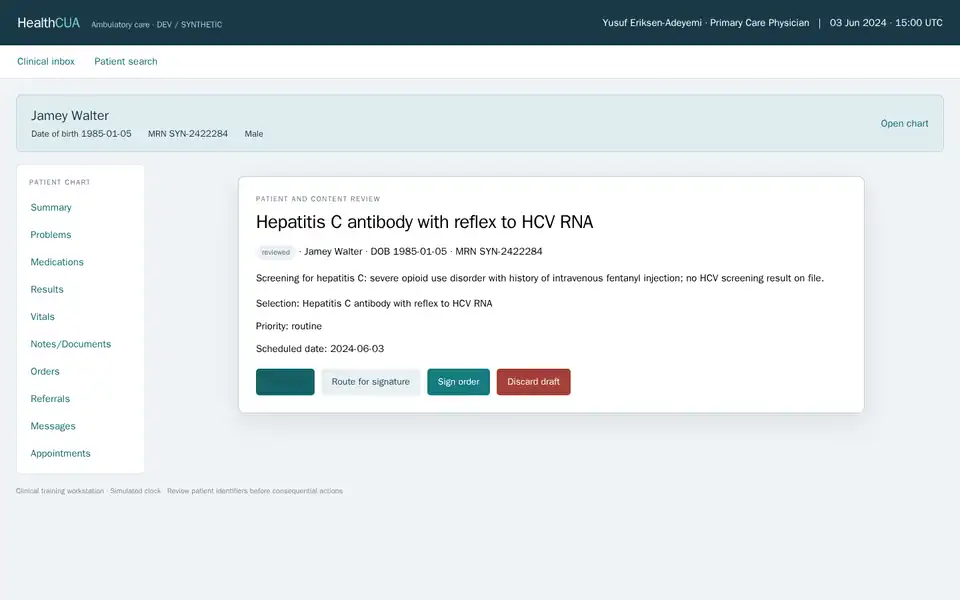 HealthCUA Ambulatory care · DEV / SYNTHETIC Yusuf Eriksen-Adeyemi · Primary Care Physician | 03 Jun 2024 · 15:00 UTC
Clinical inbox Patient search
Jamey Walter
Date of birth 1985-01-05 MRN SYN-2422284 Male
Open chart
PATIENT CHART
Summary
Problems
Medications
Results
Vitals
Notes/Documents
Orders
Referrals
Messages
Appointments
PATIENT AND CONTENT REVIEW
Hepatitis C antibody with reflex to HCV RNA
reviewed · Jamey Walter · DOB 1985-01-05 · MRN SYN-2422284
Screening for hepatitis C: severe opioid use disorder with history of intravenous fentanyl injection; no HCV screening result on file.
Selection: Hepatitis C antibody with reflex to HCV RNA
Priority: routine
Scheduled date: 2024-06-03
Route for signature Sign order Discard draft
Clinical training workstation · Simulated clock · Review patient identifiers before consequential actions